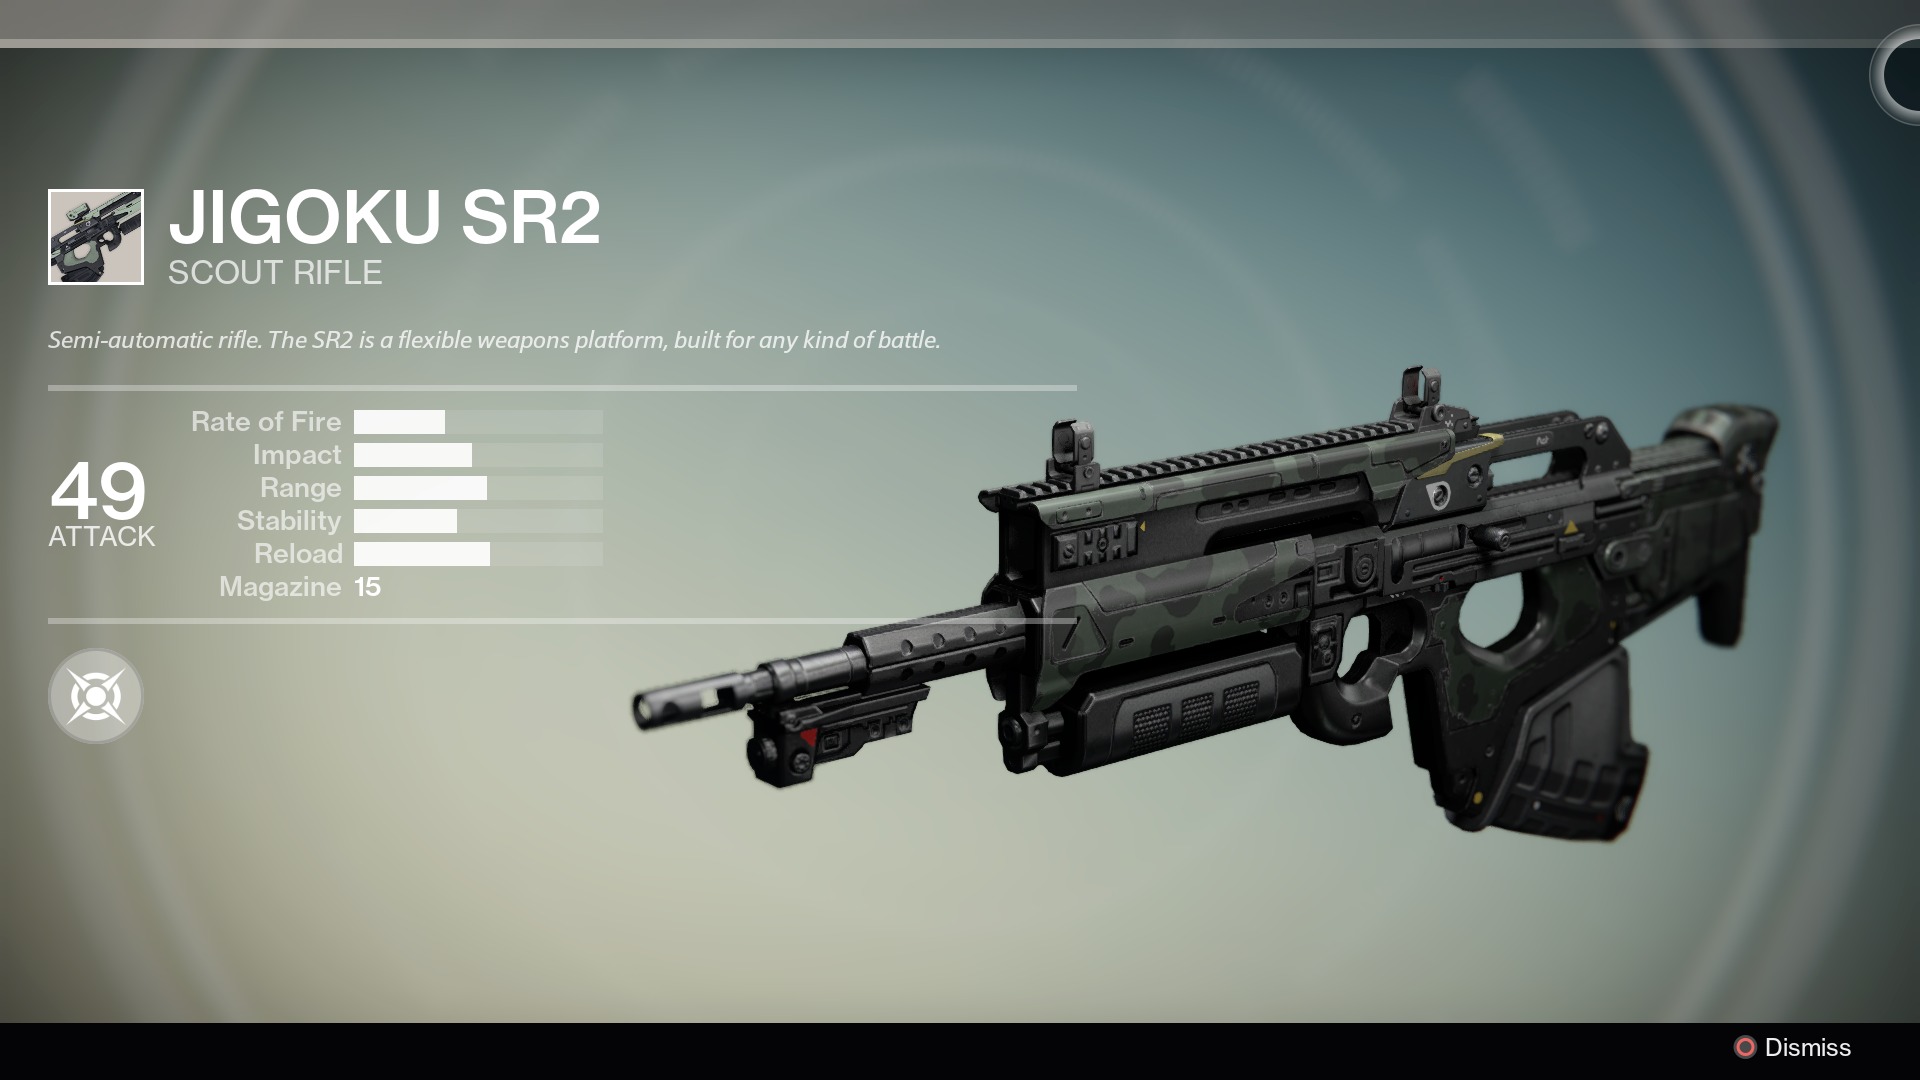 JIGOKU SR2
SCOUT RIFLE
Semi-automatic rifle. The SR2 is a flexible weapons platform, built for any kind of battle.
49
ATTACK
Rate of Fire
Impact
Range
Stability
Reload
Magazine 15
Dismiss